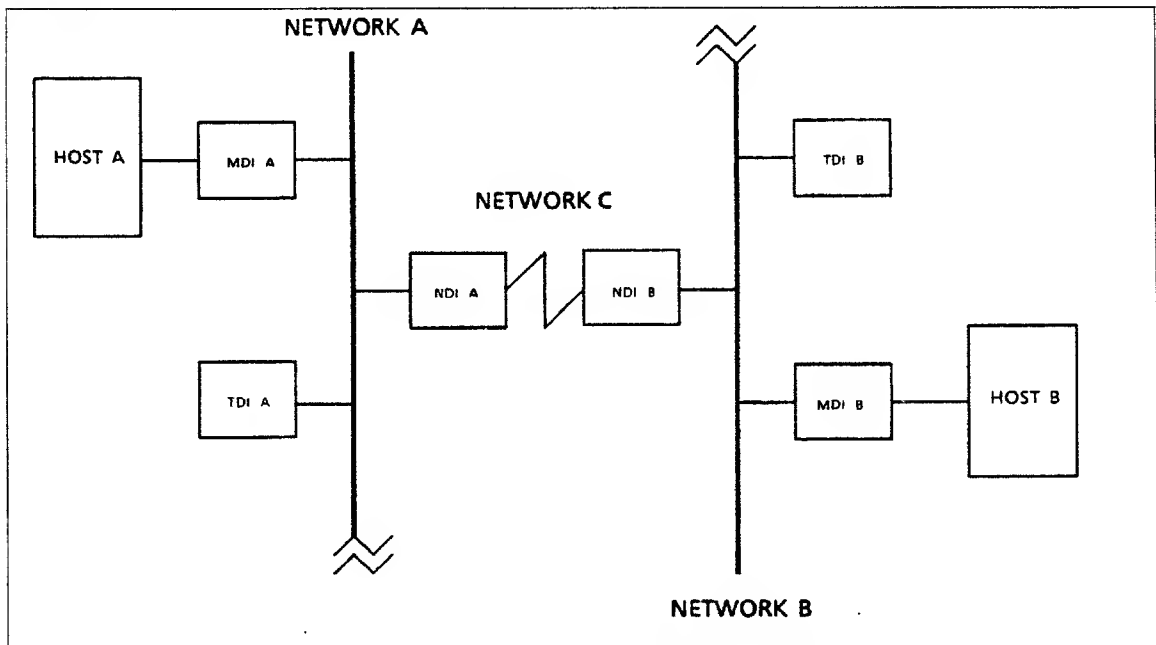 NETWORK A
HOST A
MDI A
TDI B
NETWORK C
NDI A
NDI B
TDI A
MDI B
HOST B
NETWORK B